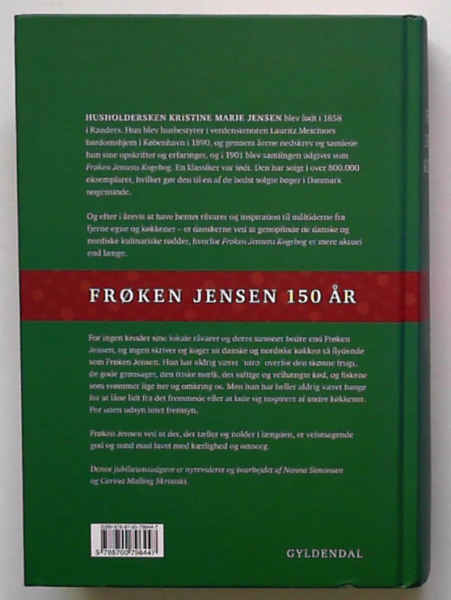 HUSHOLDERSKEN KRISTINE MARIE JENSEN blev født i 1858
i Randers. Hun blev husbestyrer i verdenstenoren Lauritz Melchiors
barndomshjem i København i 1890, og gennem årene nedskrev og samlede
hun sine opskrifter og erfaringer, og i 1901 blev samlingen udgivet som
Frøken Jensens Kogebog. En klassiker var født. Den har solgt i over 800.000
eksemplarer, hvilket gør den til en af de bedst solgte bøger i Danmark
nogensinde.
Og efter i årevis at have hentet råvarer og inspiration til måltiderne fra
fjerne egne og køkkener – er danskerne ved at genopfinde de danske og
nordiske kulinariske rødder, hvorfor Frøken Jensens Kogebog er mere aktuel
end længe.
FRØKEN JENSEN 150 ÅR
For ingen kender sine lokale råvarer og deres sæsoner bedre end Frøken
Jensen, og ingen skriver og koger sit danske og nordiske køkken så flydende
som Frøken Jensen. Hun har aldrig været overfor den skønne frugt,
de gode grønsager, den friske mælk, det saftige og velhængte kød, og fiskene
som svømmer lige her og omkring os. Men hun har heller aldrig været bange
for at låne lidt fra det fremmede eller at lade sig inspirere af andre køkkener.
For uden udsyn intet fremsyn.
Frøken Jensen ved at det, der tæller og holder i længden, er velsmagende
god og sund mad lavet med kærlighed og omsorg.
Denne jubilæumsudgave er nyrevideret og bearbejdet af Nanna Simonsen
og Gervna Malling Skrumski.
GYLDENDAL